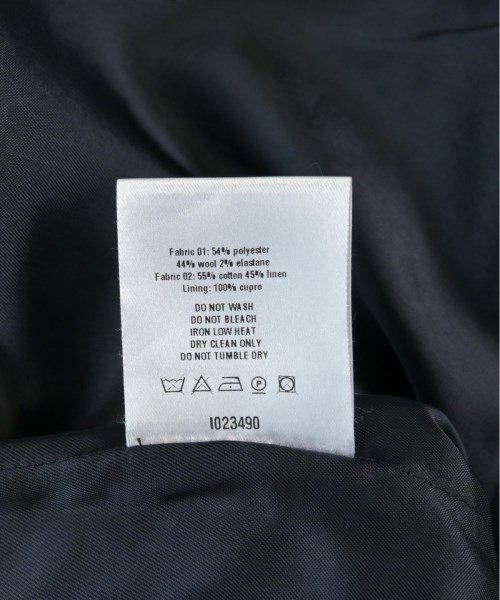 Fabric 01: 54% polyester
44% wool 2% elastane
Fabric 02: 55% cotton 45% linen
Lining: 100% cupro
DO NOT WASH
DO NOT BLEACH
IRON LOW HEAT
DRY CLEAN ONLY
DO NOT TUMBLE DRY
P
I023490